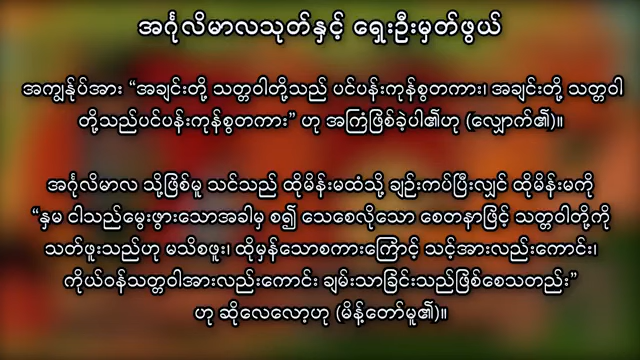 အင်္ဂုလိမာလသုတ်နှင့် ရှေးဦးမှတ်ဖွယ်
အကျွန်ုပ်အား “အချင်းတို့ သတ္တဝါတို့သည် ပင်ပန်းကုန်စွတကား၊ အချင်းတို့ သတ္တဝါ
တို့သည်ပင်ပန်းကုန်စွတကား” ဟု အကြံဖြစ်ခဲ့ပါ၏ဟု (လျှောက်၏)။
အင်္ဂုလိမာလ သို့ဖြစ်မူ သင်သည် ထိုမိန်းမထံသို့ ချဉ်းကပ်ပြီးလျှင် ထိုမိန်းမကို
“နှမ ငါသည်မွေးဖွားသောအခါမှ စ၍ သေစေလိုသော စေတနာဖြင့် သတ္တဝါတို့ကို
သတ်ဖူးသည်ဟု မသိစဖူး၊ ထိုမှန်သောစကားကြောင့် သင့်အားလည်းကောင်း၊
ကိုယ်ဝန်သတ္တဝါအားလည်းကောင်း ချမ်းသာခြင်းသည်ဖြစ်စေသတည်း”
ဟု ဆိုလေလော့ဟု (မိန့်တော်မူ၏)။